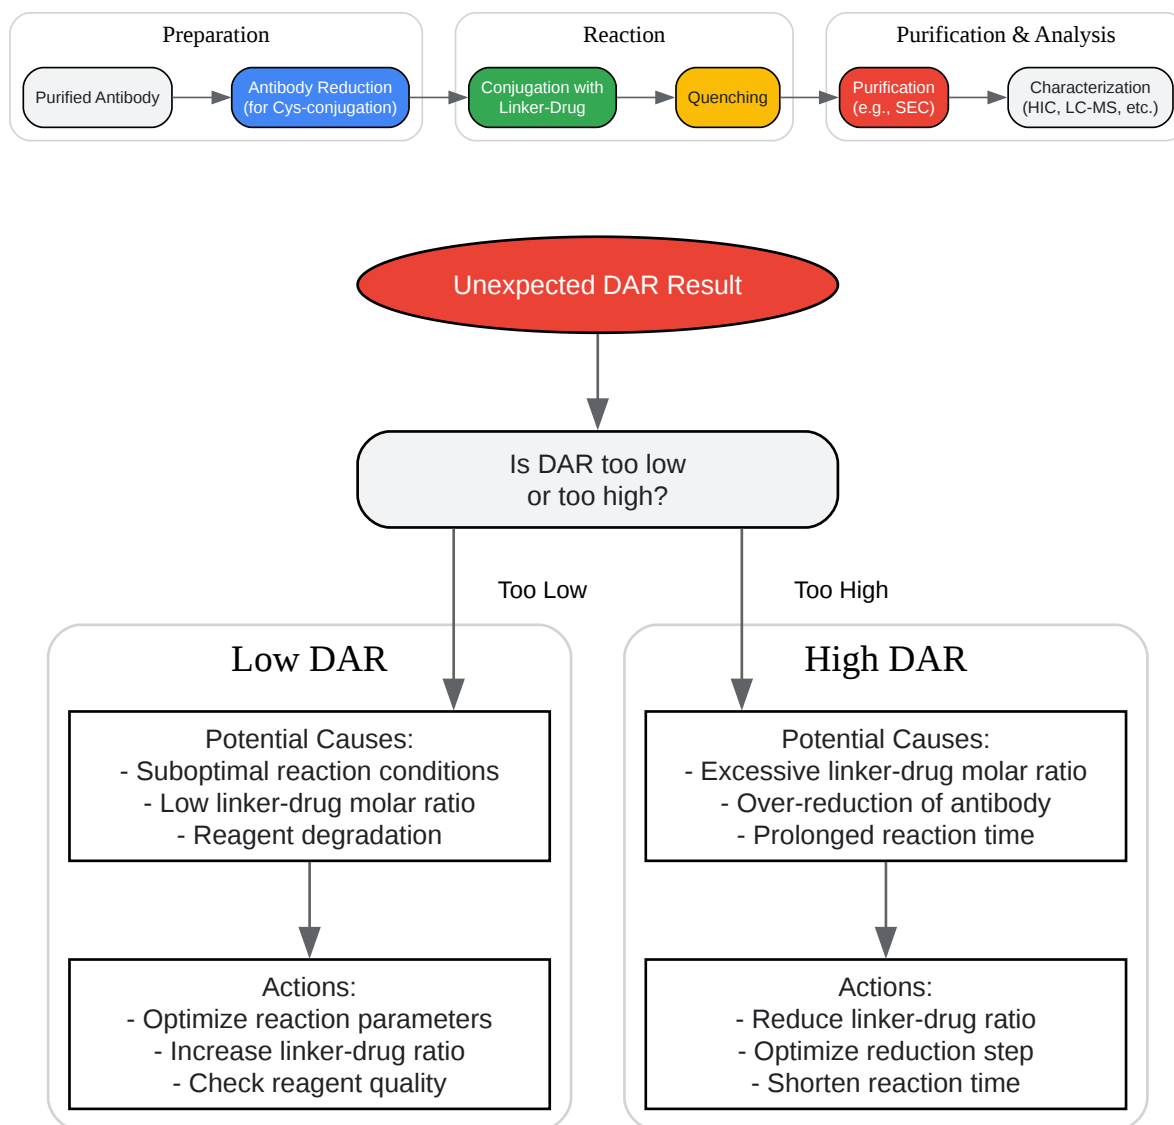 Preparation
Reaction
Purification & Analysis
Purified Antibody
Antibody Reduction
(for Cys-conjugation)
Conjugation with
Linker-Drug
Quenching
Purification
(e.g., SEC)
Characterization
(HIC, LC-MS, etc.)
Unexpected DAR Result
Is DAR too low
or too high?
Too Low
Too High
Low DAR
Potential Causes:
- Suboptimal reaction conditions
- Low linker-drug molar ratio
- Reagent degradation
Actions:
- Optimize reaction parameters
- Increase linker-drug ratio
- Check reagent quality
High DAR
Potential Causes:
- Excessive linker-drug molar ratio
- Over-reduction of antibody
- Prolonged reaction time
Actions:
- Reduce linker-drug ratio
- Optimize reduction step
- Shorten reaction time